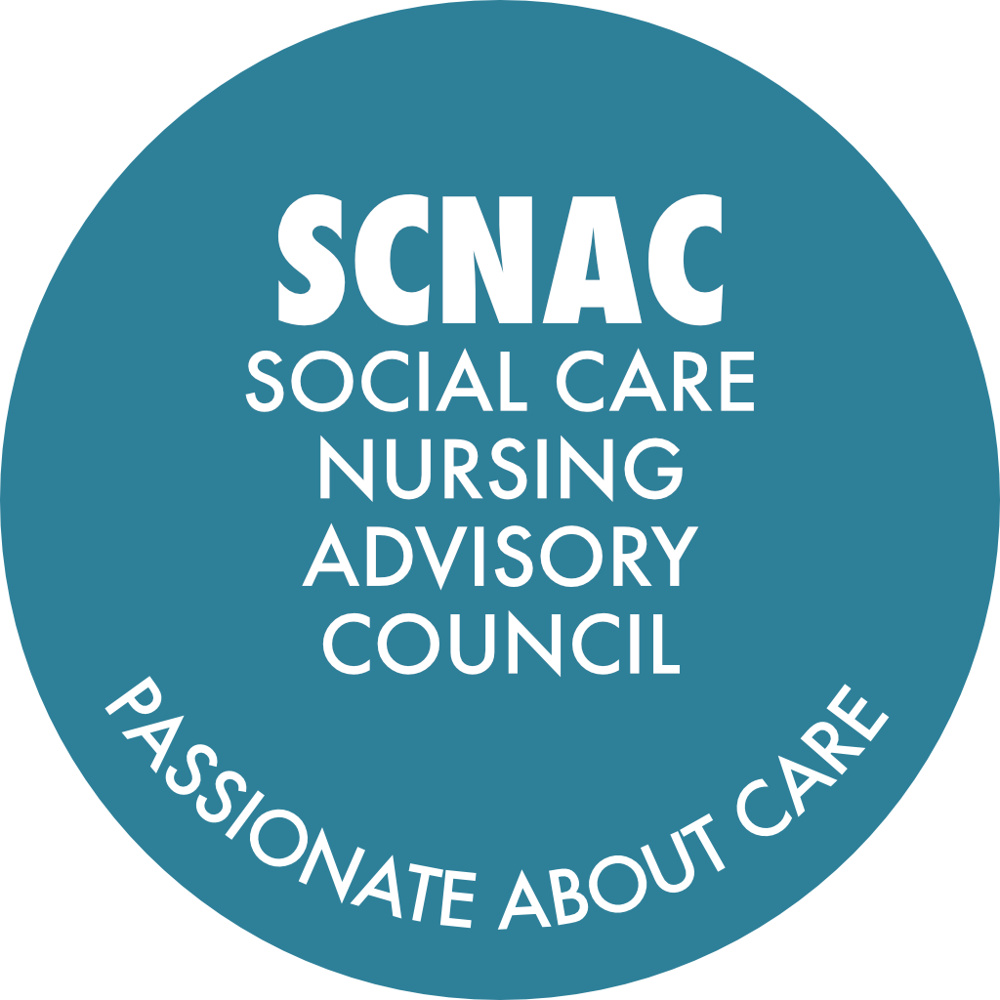 SCNAC
SOCIAL CARE
NURSING
ADVISORY
COUNCIL
PASSIONATE ABOUT CARE